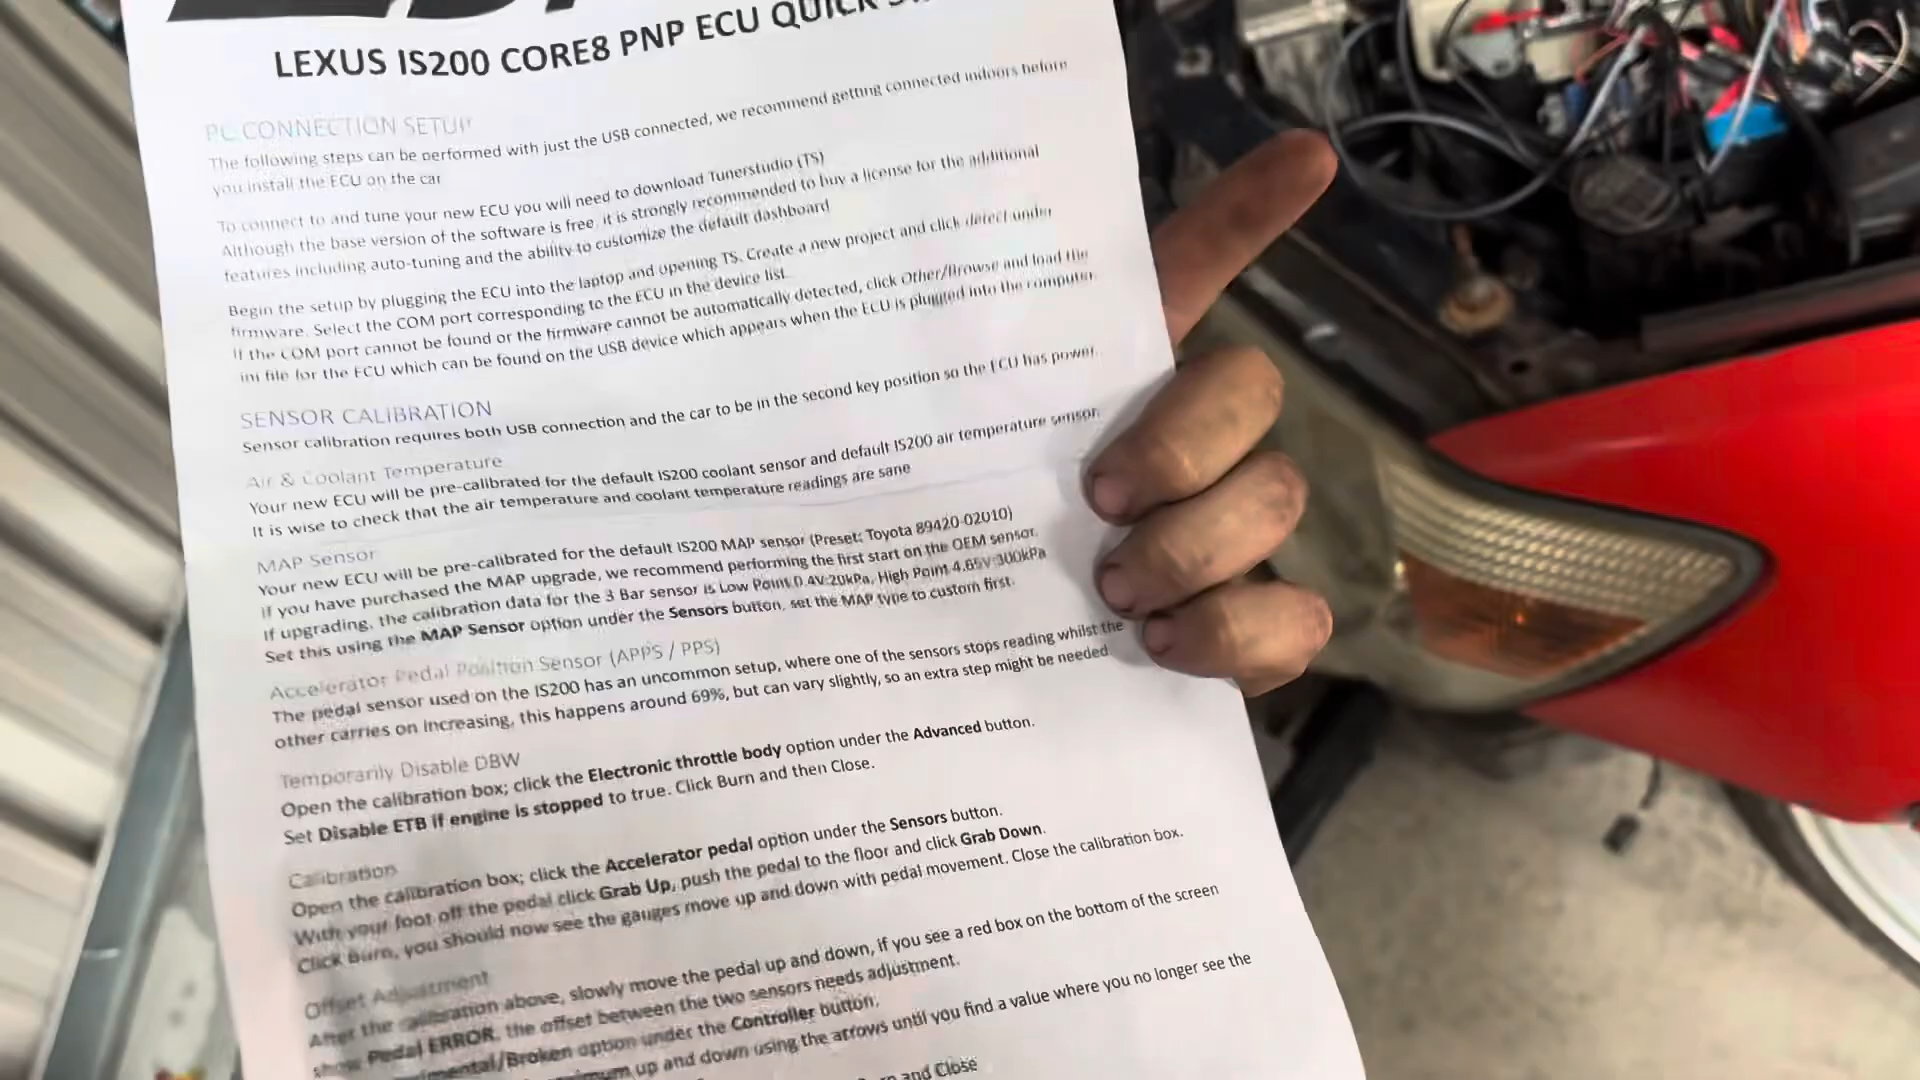 LEXUS IS200 CORE8 PNP ECU QUICK
PC CONNECTION SETUP
The following steps can be performed with just the USB connected, we recommend getting connected indoors before
you install the ECU on the car
To connect to and tune your new ECU you will need to download Tunerstudio (TS)
Although the base version of the software is free, it is strongly recommended to buy a license for the additional
features including auto-tuning and the ability to customize the default dashboard
Begin the setup by plugging the ECU into the laptop and opening TS. Create a new project and click detect under
firmware. Select the COM port corresponding to the ECU in the device list.
If the COM port cannot be found or the firmware cannot be automatically detected, click Other/Browse and load the
ini file for the ECU which can be found on the USB device which appears when the ECU is plugged into the computer.
SENSOR CALIBRATION
Sensor calibration requires both USB connection and the car to be in the second key position so the ECU has power.
Air & Coolant Temperature
Your new ECU will be pre-calibrated for the default IS200 coolant sensor and default IS200 air temperature sensor.
It is wise to check that the air temperature and coolant temperature readings are sane
MAP Sensor
Your new ECU will be pre-calibrated for the default IS200 MAP sensor (Preset: Toyota 89420-02010)
If you have purchased the MAP upgrade, we recommend performing the first start on the OEM sensor.
If upgrading, the calibration data for the 3 Bar sensor is Low Point 0.4V:20kPa, High Point 4.65V:300kPa
Set this using the MAP Sensor option under the Sensors button, set the MAP type to custom first.
Accelerator Pedal Position Sensor (APPS / PPS)
The pedal sensor used on the IS200 has an uncommon setup, where one of the sensors stops reading whilst the
other carries on increasing, this happens around 69%, but can vary slightly, so an extra step might be needed.
Temporarily Disable DBW
Open the calibration box; click the Electronic throttle body option under the Advanced button.
Set Disable ETB if engine is stopped to true. Click Burn and then Close.
Calibration
Open the calibration box; click the Accelerator pedal option under the Sensors button.
With your foot off the pedal click Grab Up, push the pedal to the floor and click Grab Down.
Click Burn, you should now see the gauges move up and down with pedal movement. Close the calibration box.
Offset Adjustment
After the calibration above, slowly move the pedal up and down, if you see a red box on the bottom of the screen
show Pedal ERROR, the offset between the two sensors needs adjustment.
option under the Controller button,
up and down using the arrows until you find a value where you no longer see the
and Close